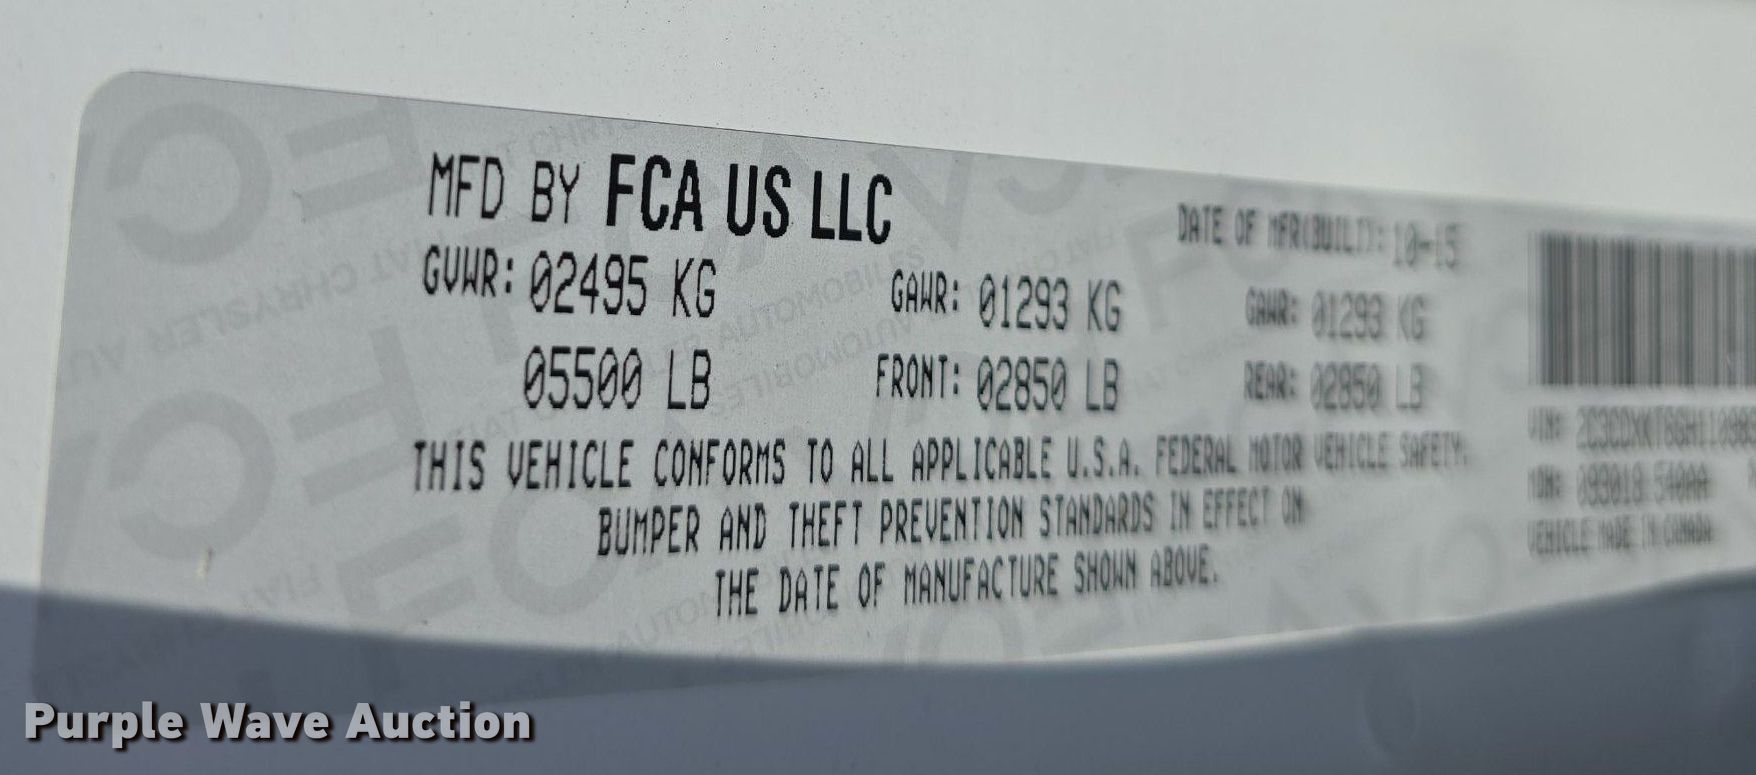 MFD BY FCA US LLC
DATE OF MFR(BUILT): 10-15
GVWR: 02495 KG
GAWR: 01293 KG
GAWR: 01293 KG
05500 LB
FRONT: 02850 LB
REAR: 02850 LB
THIS VEHICLE CONFORMS TO ALL APPLICABLE U.S.A. FEDERAL MOTOR VEHICLE SAFETY,
BUMPER AND THEFT PREVENTION STANDARDS IN EFFECT ON
THE DATE OF MANUFACTURE SHOWN ABOVE.
VIN:
MDH:
VEHICLE MADE IN CANADA
Purple Wave Auction